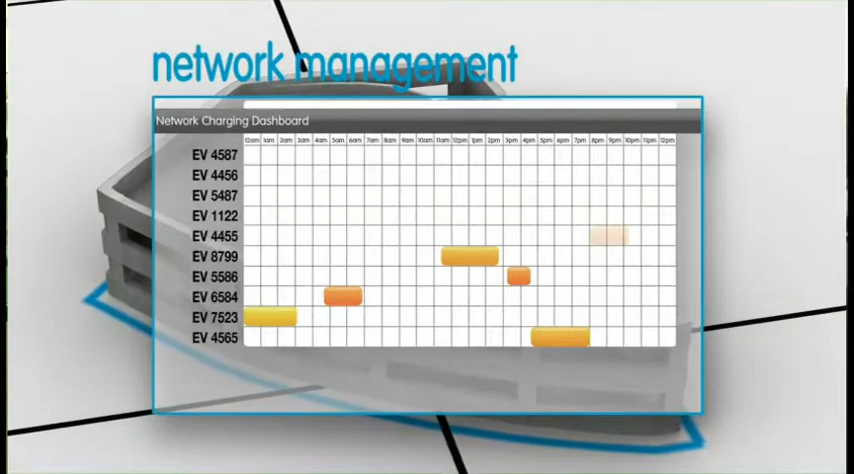 network management
Network Charging Dashboard
12am 1am 2am 3am 4am 5am 6am 7am 8am 9am 10am 11am 12pm 1pm 2pm 3pm 4pm 5pm 6pm 7pm 8pm 9pm 10pm 11pm 12pm
EV 4587
EV 4456
EV 5487
EV 1122
EV 4455
EV 8799
EV 5586
EV 6584
EV 7523
EV 4565